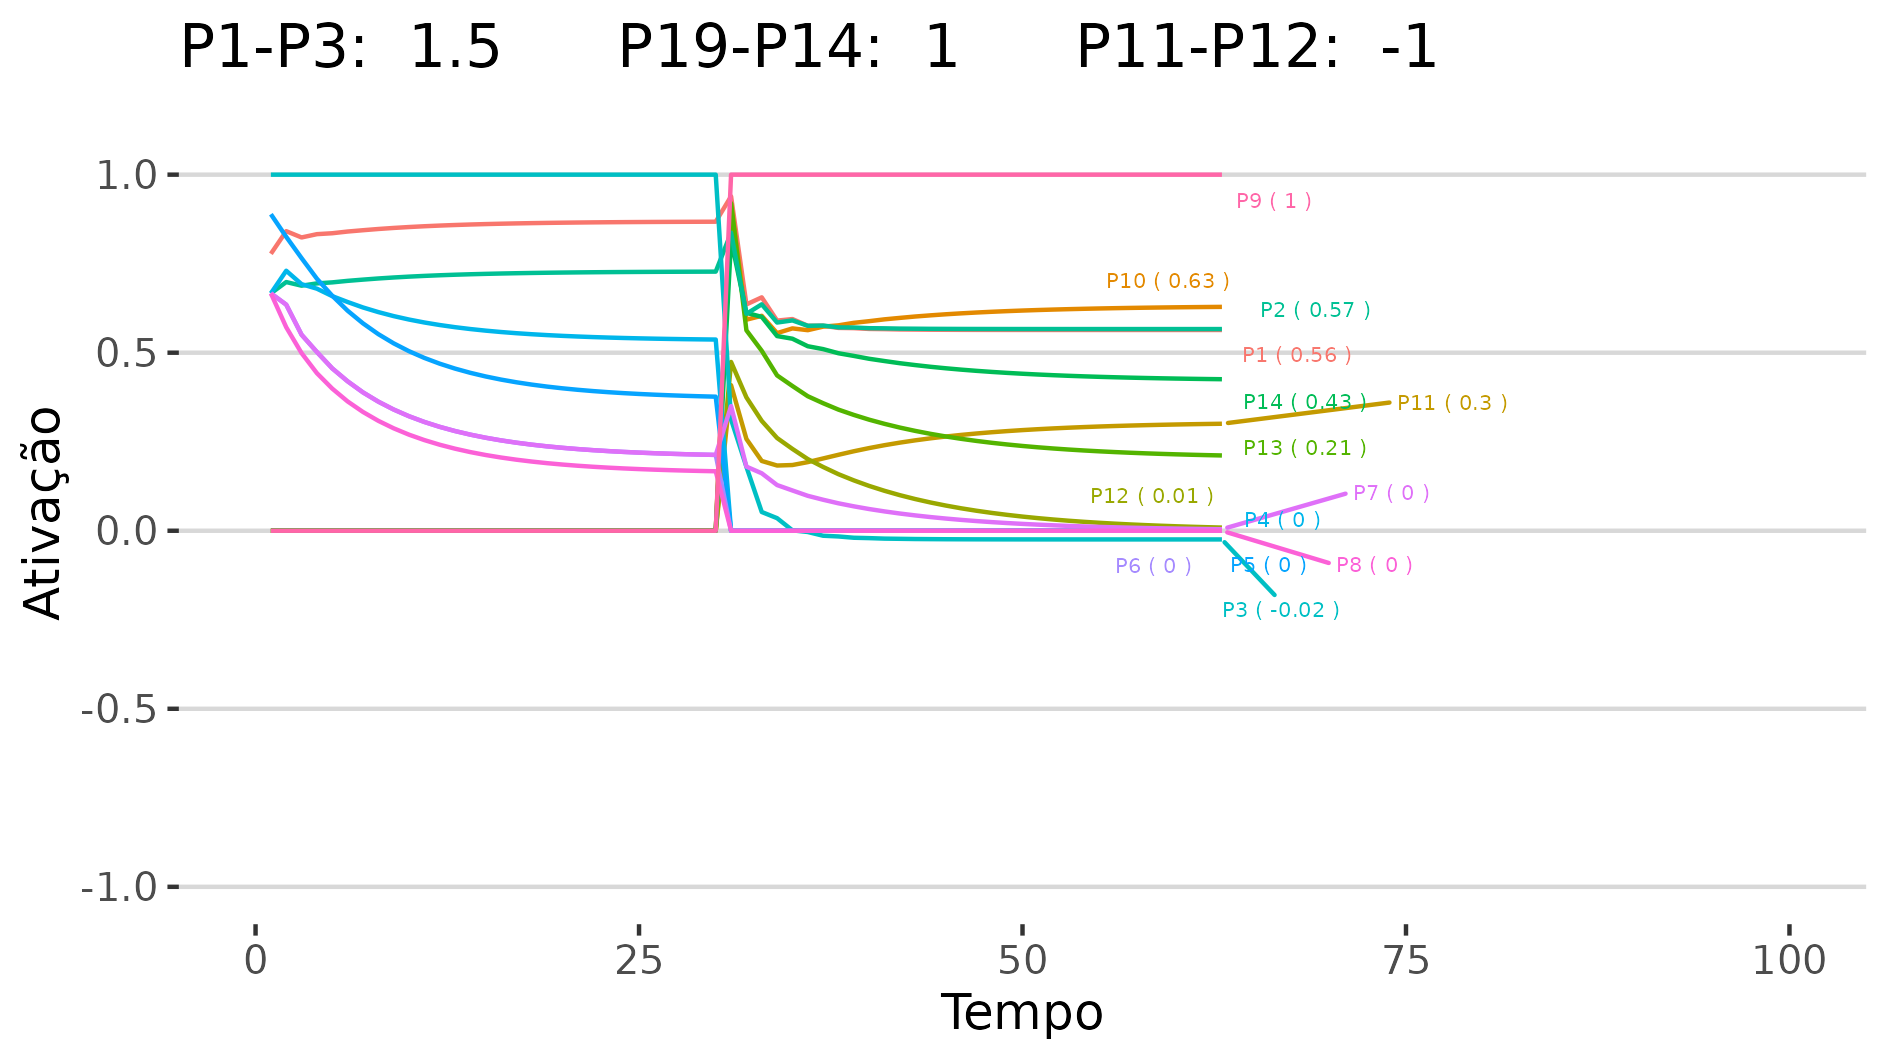 P1-P3: 1.5 P19-P14: 1 P11-P12: -1
1.0
P9 ( 1 )
P10 ( 0.63 )
P2 ( 0.57 )
0.5
P1 ( 0.56 )
P14 ( 0.43 )
P11 ( 0.3 )
P13 ( 0.21 )
P12 ( 0.01 )
P7 ( 0 )
P4 ( 0 )
0.0
P6 ( 0 )
P5 ( 0 )
P8 ( 0 )
P3 ( -0.02 )
-0.5
-1.0
Ativação
0 25 50 75 100
Tempo